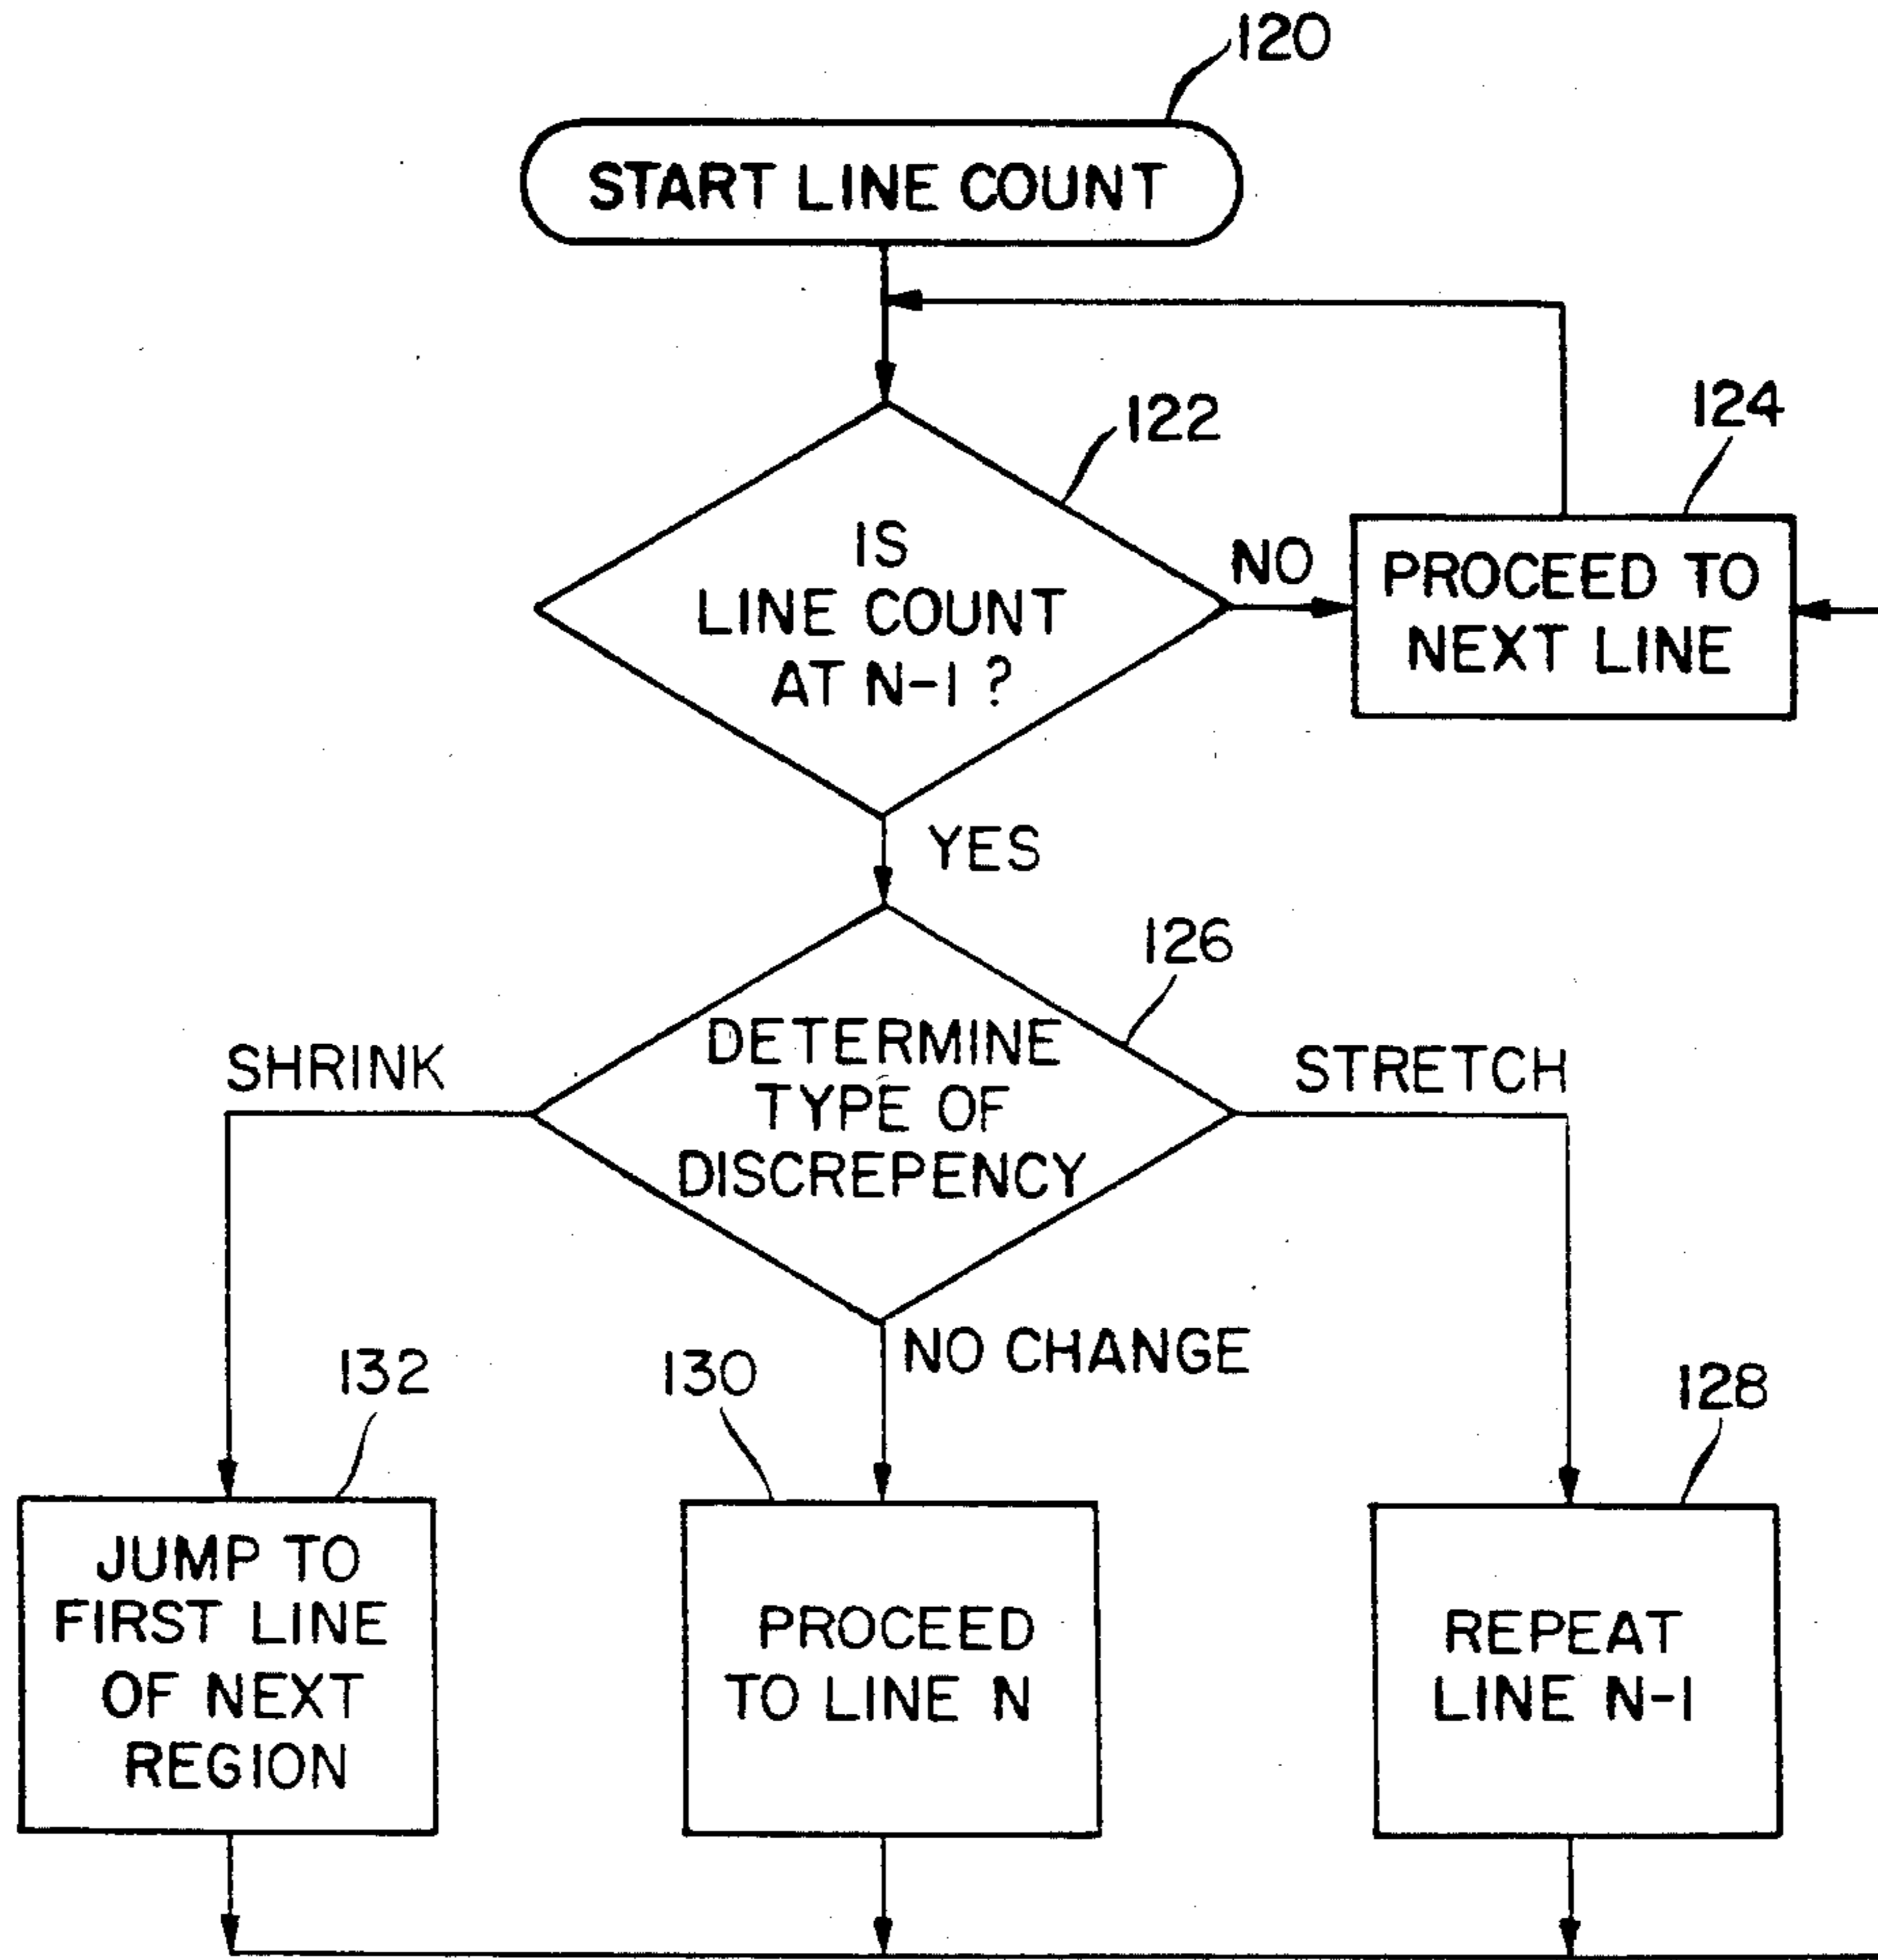 120
START LINE COUNT
122
124
IS
LINE COUNT
AT N-1 ?
NO
PROCEED TO
NEXT LINE
YES
126
SHRINK
DETERMINE
TYPE OF
DISCREPENCY
STRETCH
NO CHANGE
132
130
128
JUMP TO
FIRST LINE
OF NEXT
REGION
PROCEED
TO LINE N
REPEAT
LINE N-1